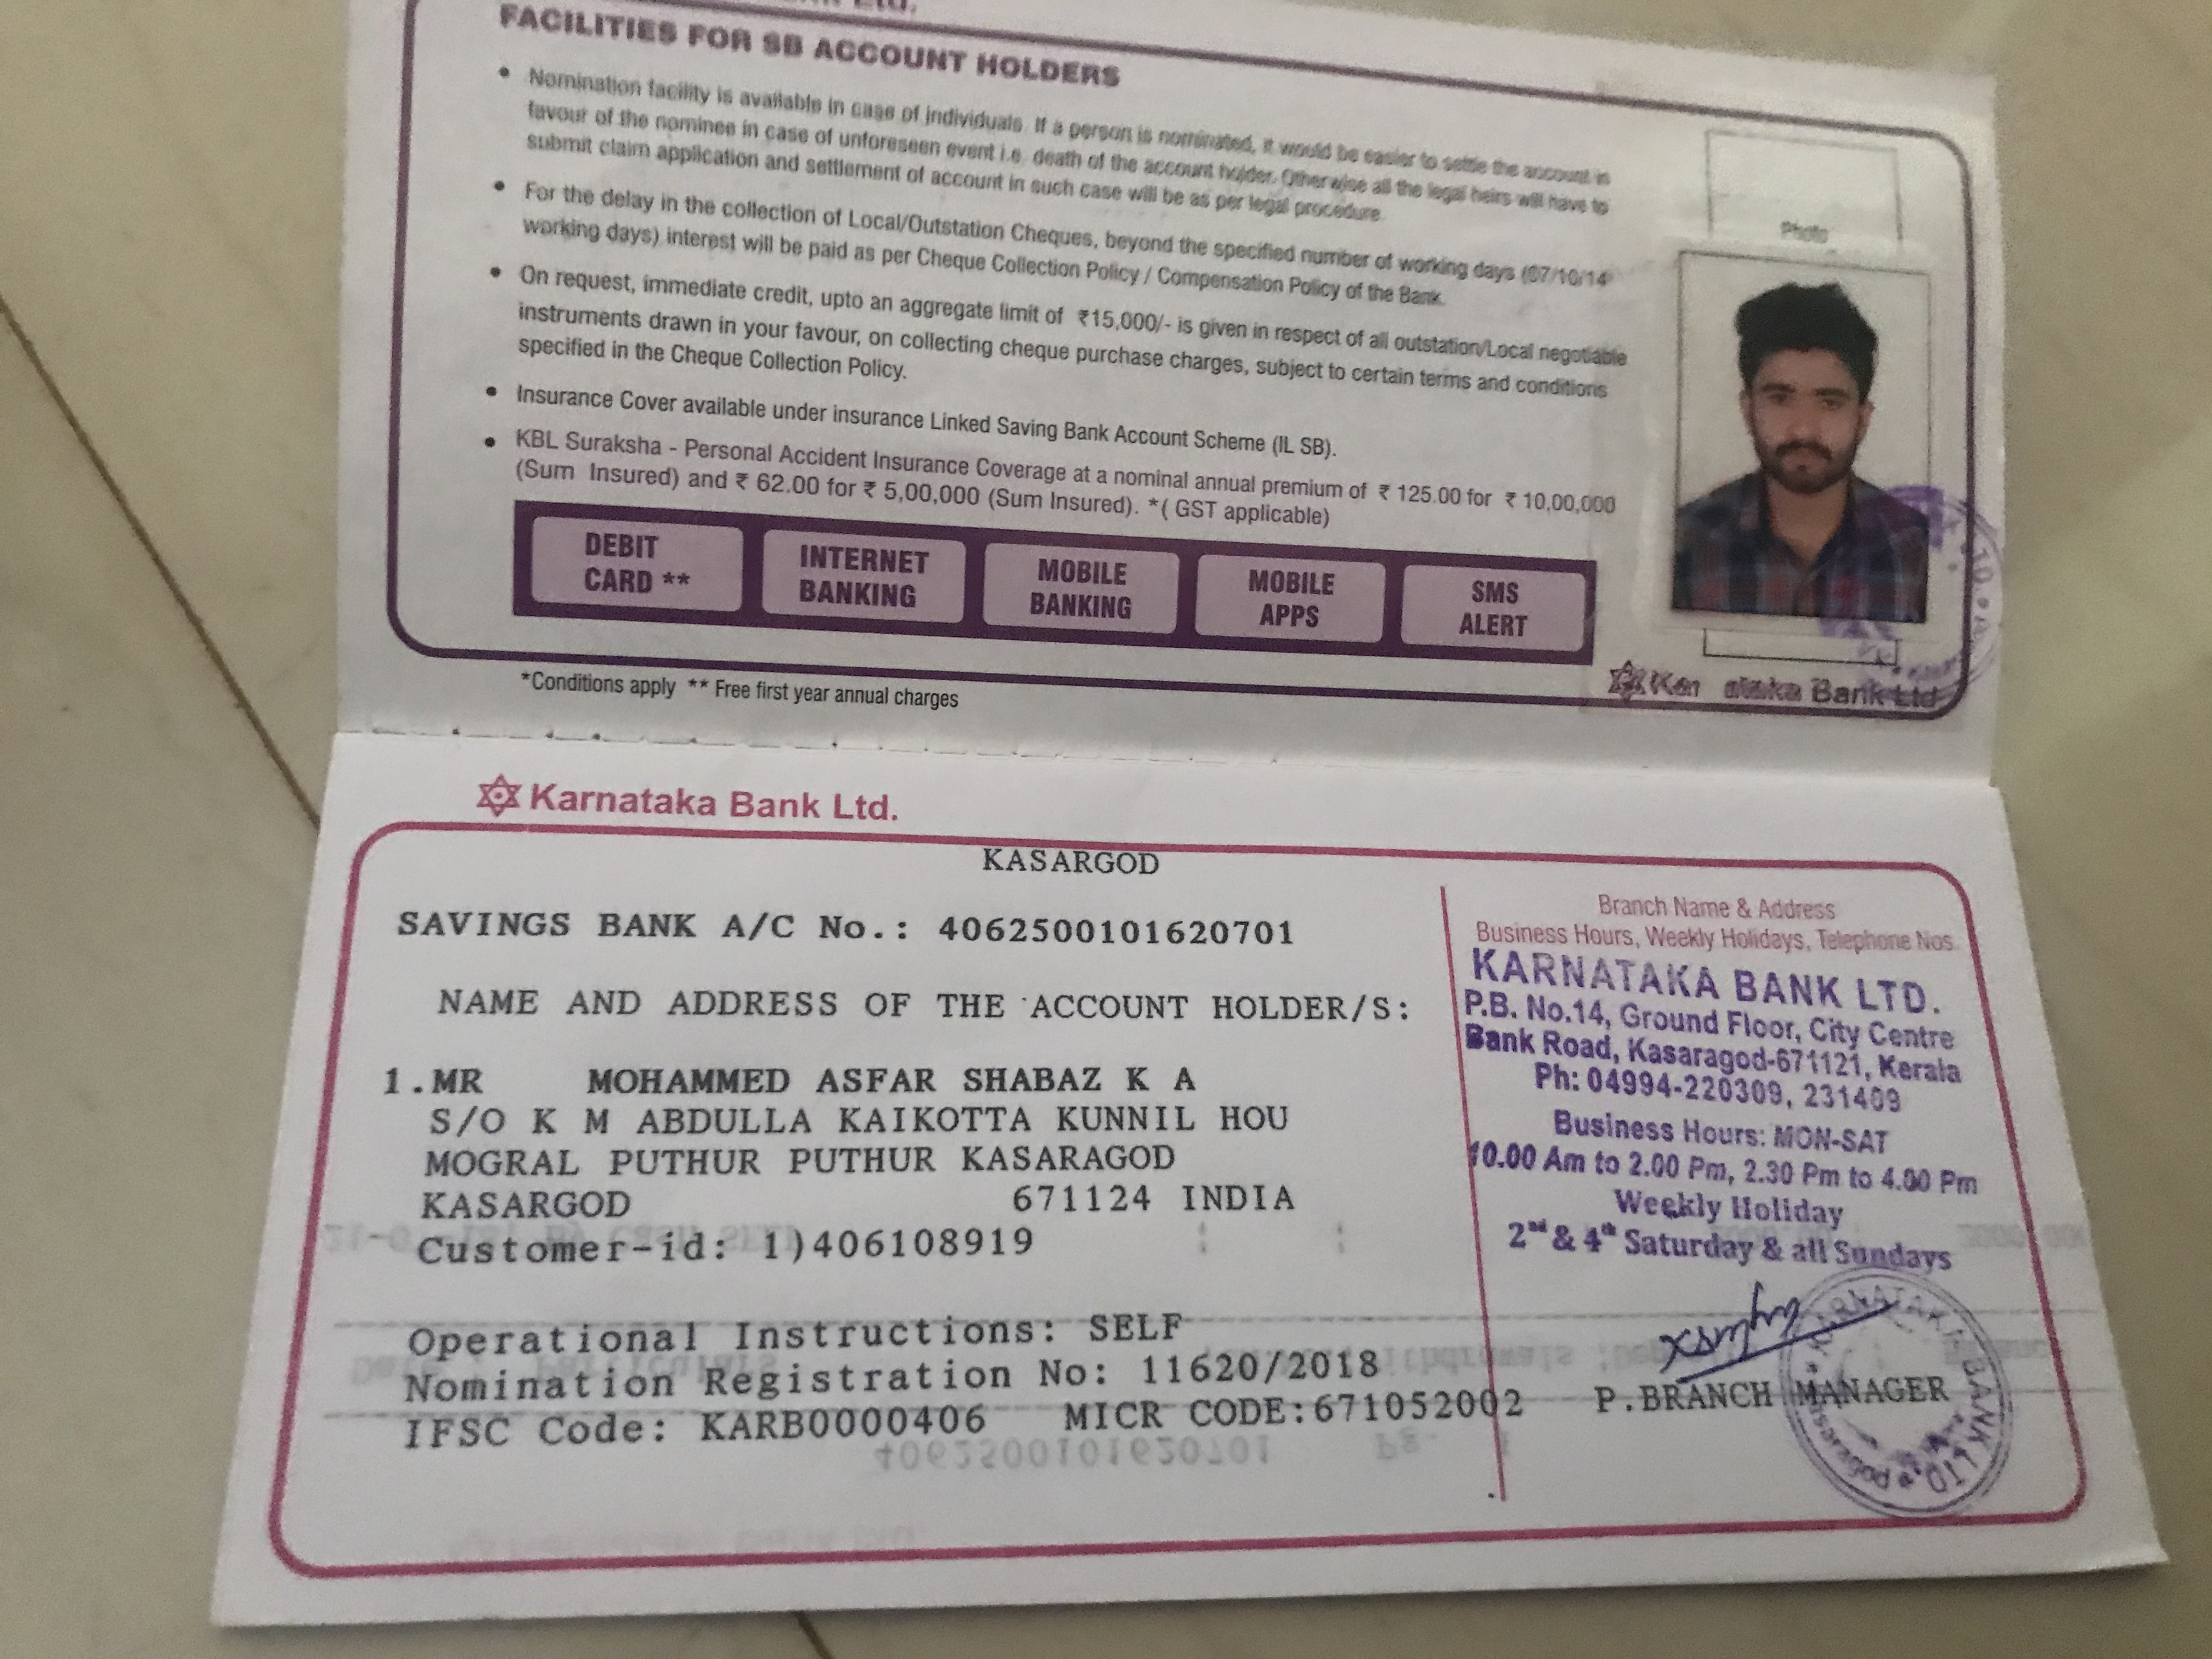 FACILITIES FOR SB ACCOUNT HOLDERS
• Nomination facility is available in case of individuals. If a person is nominated, it would be easier to settle the account in
favour of the nominee in case of unforeseen event i.e. death of the account holder. Otherwise all the legal heirs will have to
submit claim application and settlement of account in such case will be as per legal procedure.
• For the delay in the collection of Local/Outstation Cheques, beyond the specified number of working days (07/10/14
working days) interest will be paid as per Cheque Collection Policy / Compensation Policy of the Bank.
• On request, immediate credit, upto an aggregate limit of ₹15,000/- is given in respect of all outstation/Local negotiable
instruments drawn in your favour, on collecting cheque purchase charges, subject to certain terms and conditions
specified in the Cheque Collection Policy.
• Insurance Cover available under insurance Linked Saving Bank Account Scheme (IL SB).
• KBL Suraksha - Personal Accident Insurance Coverage at a nominal annual premium of ₹ 125.00 for ₹ 10,00,000
(Sum Insured) and ₹ 62.00 for ₹ 5,00,000 (Sum Insured). *( GST applicable)
DEBIT CARD **
INTERNET BANKING
MOBILE BANKING
MOBILE APPS
SMS ALERT
*Conditions apply ** Free first year annual charges
Photo
Karnataka Bank Ltd.
KASARGOD
SAVINGS BANK A/C No.: 4062500101620701
NAME AND ADDRESS OF THE ACCOUNT HOLDER/S:
1.MR MOHAMMED ASFAR SHABAZ K A
S/O K M ABDULLA KAIKOTTA KUNNIL HOU
MOGRAL PUTHUR PUTHUR KASARAGOD
KASARGOD 671124 INDIA
Customer-id: 1)406108919
Operational Instructions: SELF
Nomination Registration No: 11620/2018
IFSC Code: KARB0000406 MICR CODE:671052002 P.BRANCH MANAGER
Branch Name & Address
Business Hours, Weekly Holidays, Telephone Nos.
KARNATAKA BANK LTD.
P.B. No.14, Ground Floor, City Centre
Bank Road, Kasaragod-671121, Kerala
Ph: 04994-220309, 231409
Business Hours: MON-SAT
10.00 Am to 2.00 Pm, 2.30 Pm to 4.00 Pm
Weekly Holiday
2nd & 4th Saturday & all Sundays